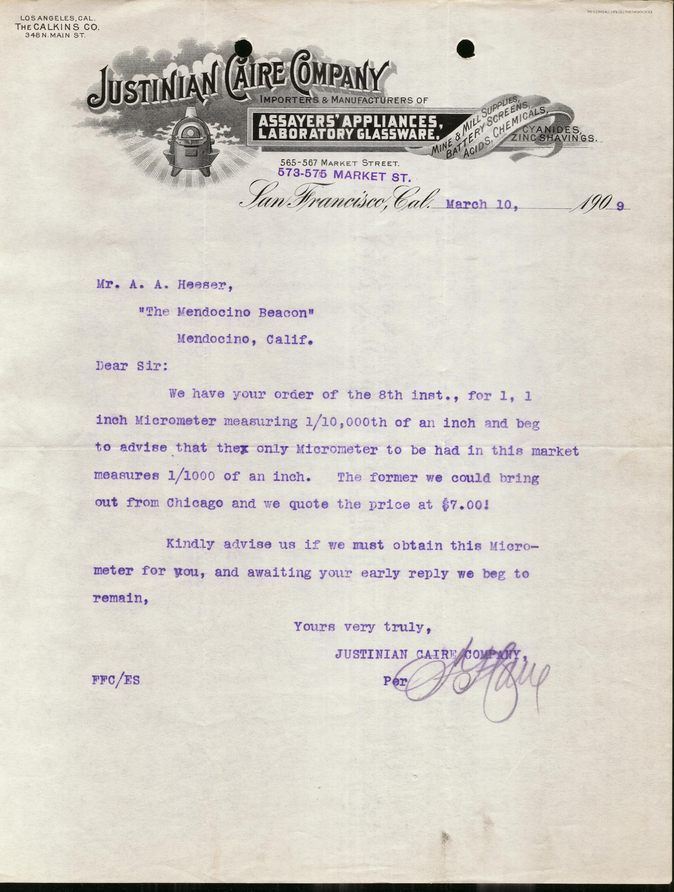 LOS ANGELES, CAL.
THE CALKINS CO.
348 N. MAIN ST.
JUSTINIAN CAIRE COMPANY
IMPORTERS & MANUFACTURERS OF
ASSAYERS' APPLIANCES,
LABORATORY GLASSWARE.
MINE & MILL SUPPLIES,
BATTERY SCREENS,
ACIDS, CHEMICALS,
CYANIDES,
ZINC SHAVINGS.
565-567 MARKET STREET.
573-575 MARKET ST.
San Francisco, Cal. March 10, 1909
Mr. A. A. Heeser,
"The Mendocino Beacon"
Mendocino, Calif.
Dear Sir:
We have your order of the 8th inst., for 1, 1
inch Micrometer measuring 1/10,000th of an inch and beg
to advise that thex only Micrometer to be had in this market
measures 1/1000 of an inch. The former we could bring
out from Chicago and we quote the price at $7.00!
Kindly advise us if we must obtain this Micro-
meter for you, and awaiting your early reply we beg to
remain,
Yours very truly,
JUSTINIAN CAIRE COMPANY,
FFC/ES Per